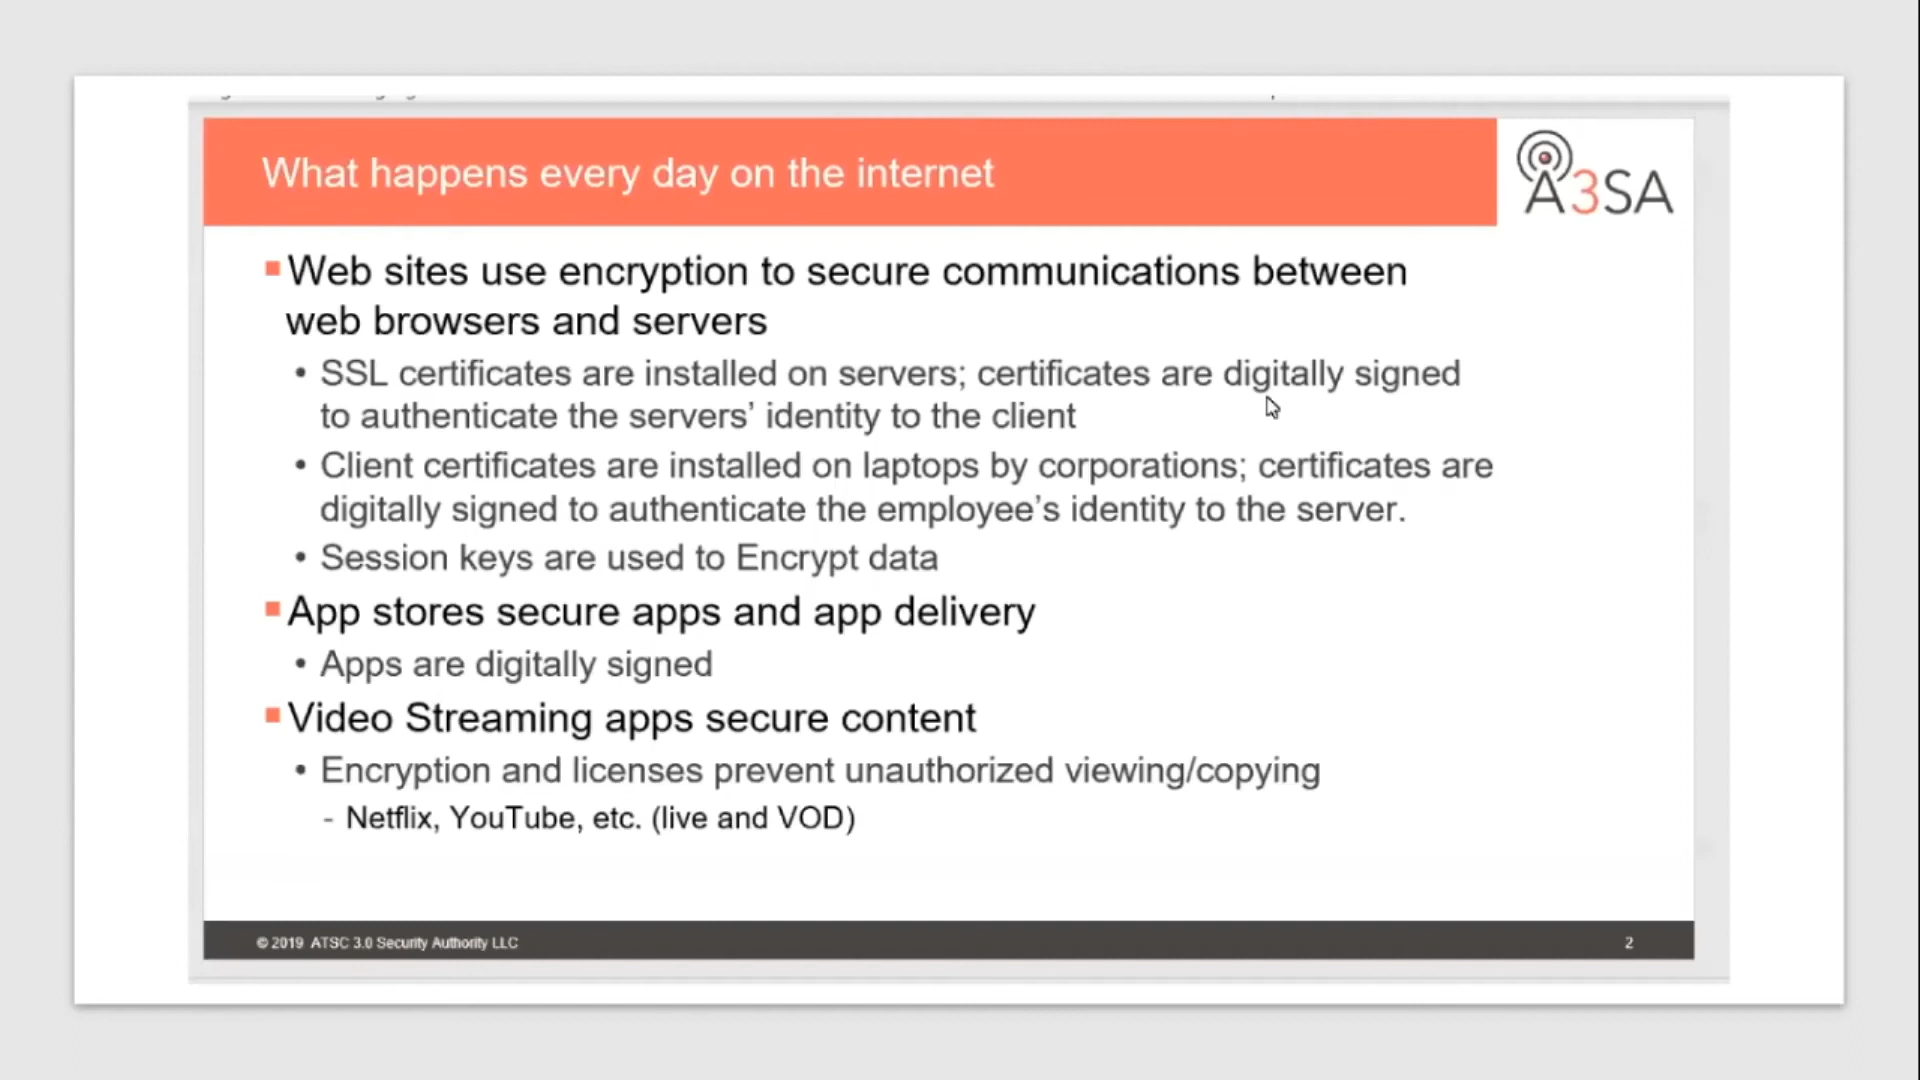 What happens every day on the internet
A3SA
Web sites use encryption to secure communications between
web browsers and servers
• SSL certificates are installed on servers; certificates are digitally signed
to authenticate the servers’ identity to the client
• Client certificates are installed on laptops by corporations; certificates are
digitally signed to authenticate the employee’s identity to the server.
• Session keys are used to Encrypt data
App stores secure apps and app delivery
• Apps are digitally signed
Video Streaming apps secure content
• Encryption and licenses prevent unauthorized viewing/copying
- Netflix, YouTube, etc. (live and VOD)
© 2019 ATSC 3.0 Security Authority LLC
2